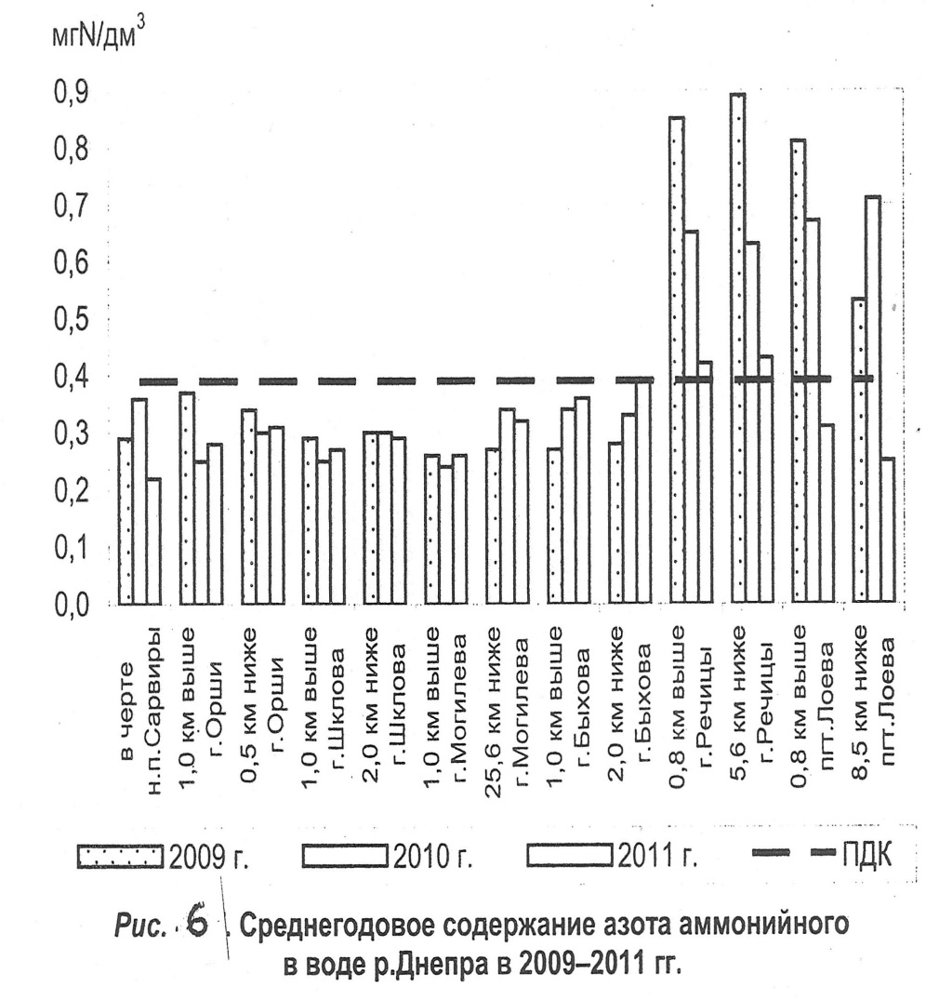 мгN/дм³
0,9
0,8
0,7
0,6
0,5
0,4
0,3
0,2
0,1
0,0
в черте
н.п.Сарвиры
1,0 км выше
г.Орши
0,5 км ниже
г.Орши
1,0 км выше
г.Шклова
2,0 км ниже
г.Шклова
1,0 км выше
г.Могилева
25,6 км ниже
г.Могилева
1,0 км выше
г.Быхова
2,0 км ниже
г.Быхова
0,8 км выше
г.Речицы
5,6 км ниже
г.Речицы
0,8 км выше
пгт.Лоева
8,5 км ниже
пгт.Лоева
2009 г. 2010 г. 2011 г. ПДК
Рис. 6. Среднегодовое содержание азота аммонийного
в воде р.Днепра в 2009–2011 гг.